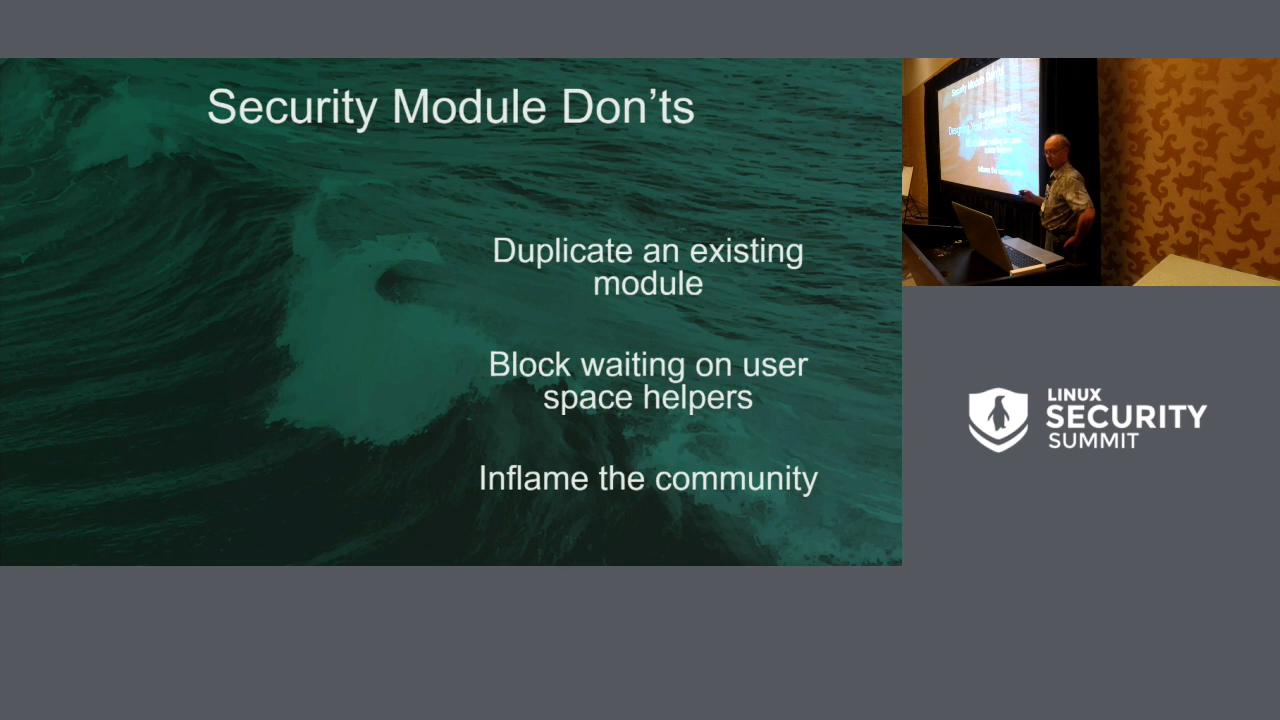 Security Module Don’ts
Duplicate an existing
module
Block waiting on user
space helpers
Inflame the community
LINUX
SECURITY
SUMMIT